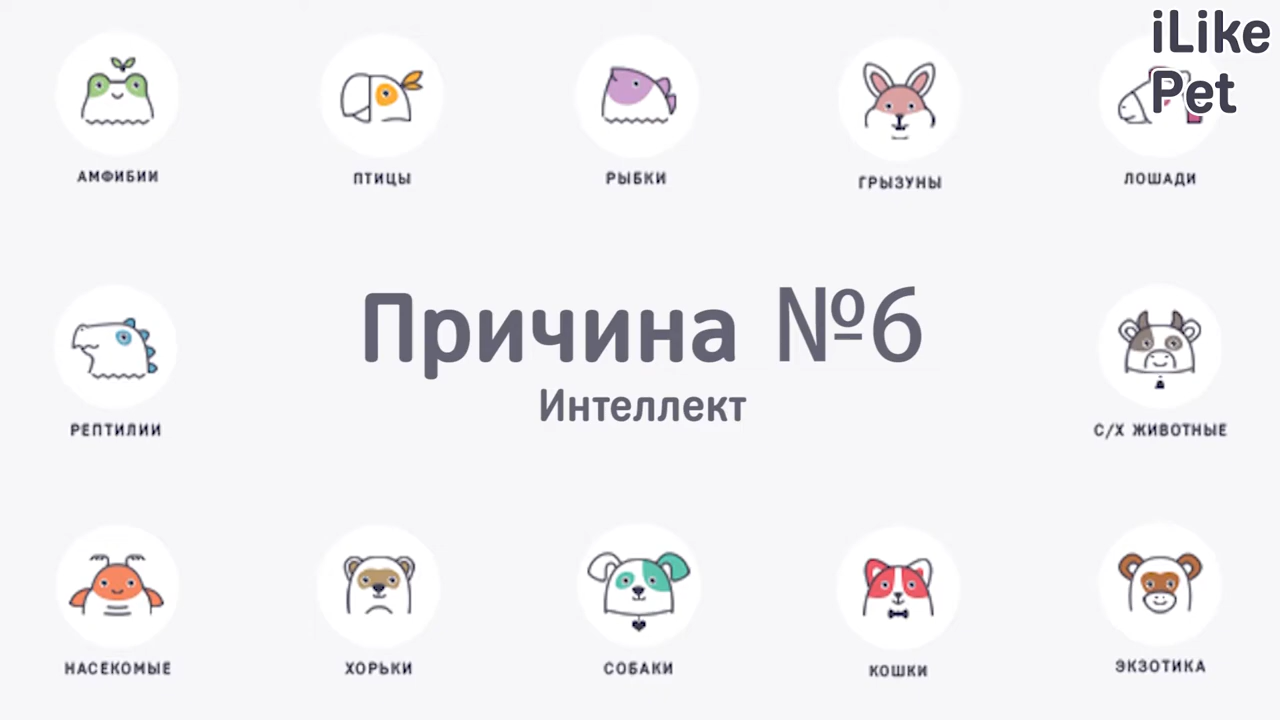 iLike
Pet
АМФИБИИ
ПТИЦЫ
РЫБКИ
ГРЫЗУНЫ
ЛОШАДИ
Причина №6
Интеллект
РЕПТИЛИИ
С/Х ЖИВОТНЫЕ
НАСЕКОМЫЕ
ХОРЬКИ
СОБАКИ
КОШКИ
ЭКЗОТИКА